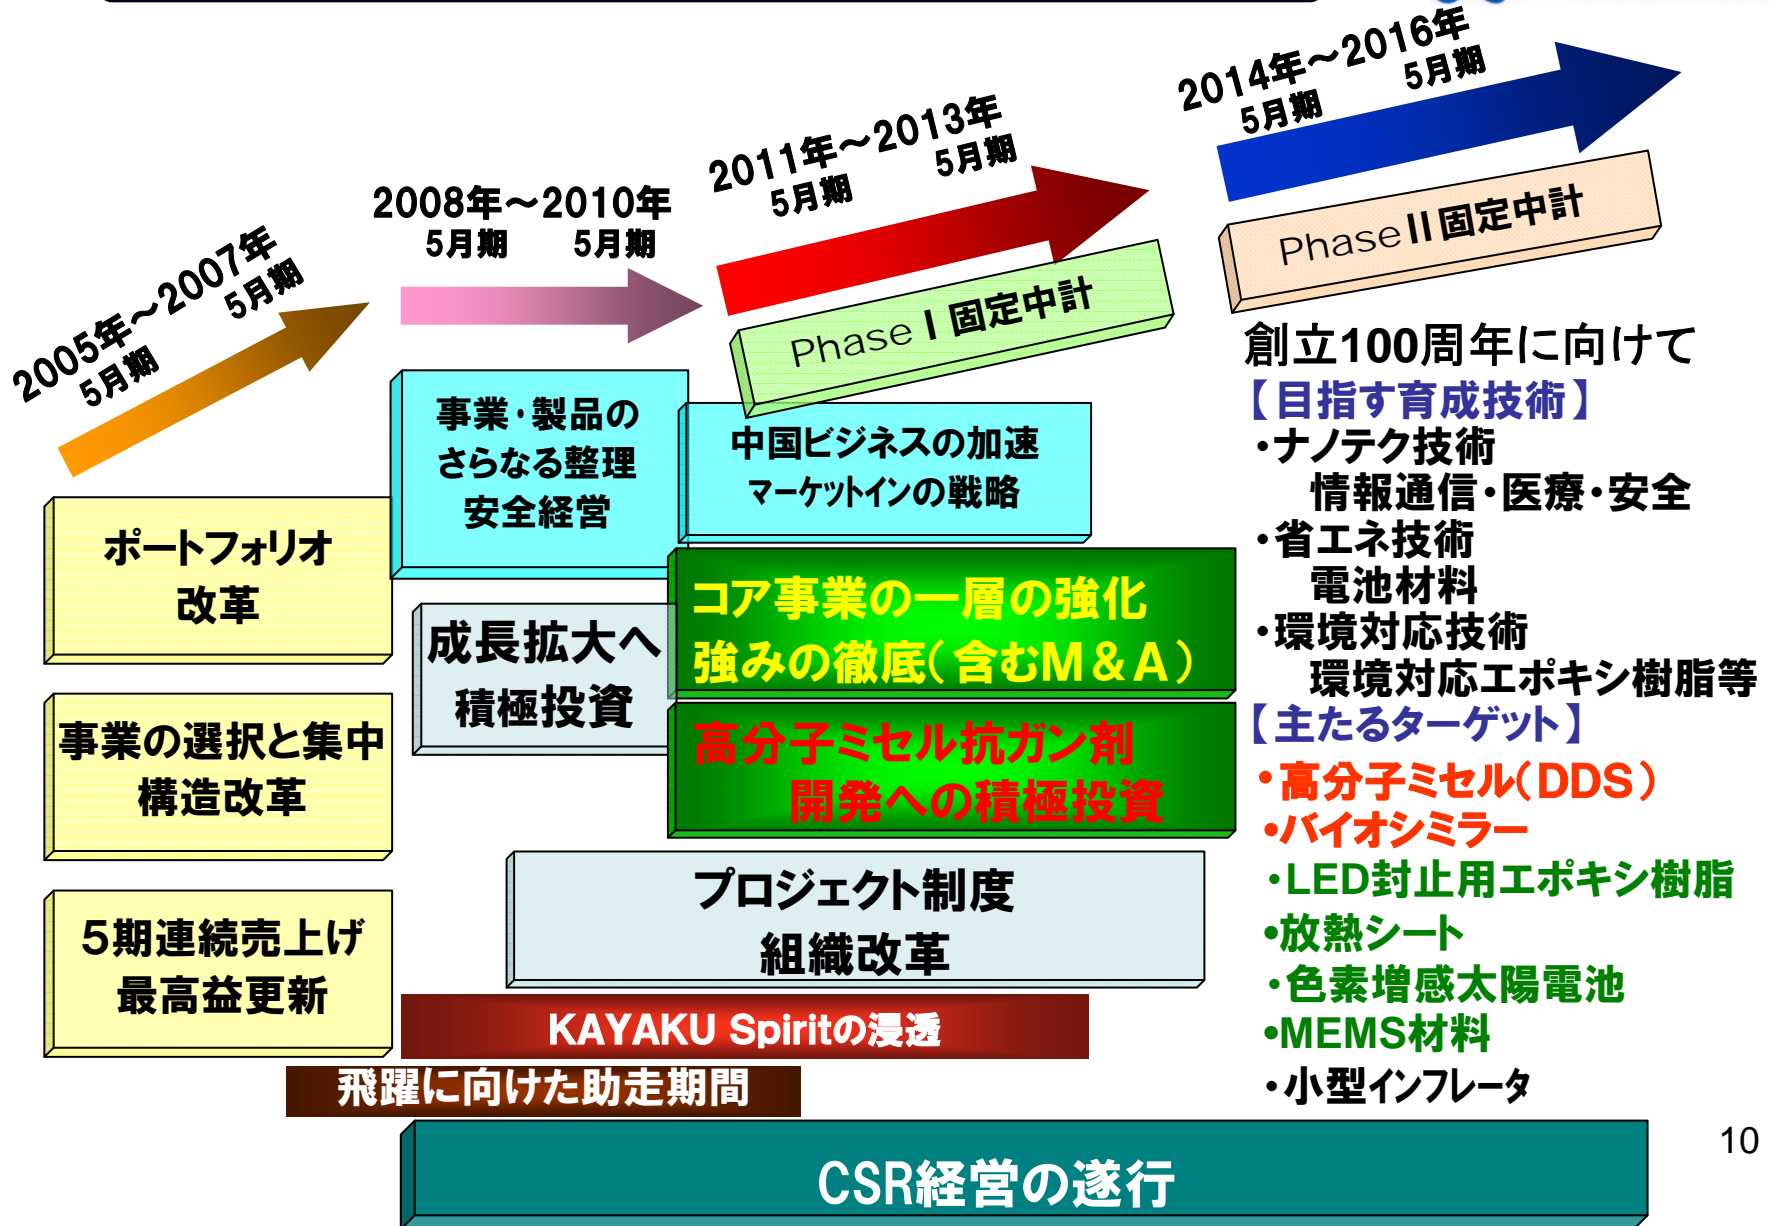 2005年～2007年
5月期
5月期
2008年～2010年
5月期
5月期
2011年～2013年
5月期
5月期
2014年～2016年
5月期
5月期
Phase Ⅰ 固定中計
Phase Ⅱ 固定中計
ポートフォリオ
改革
事業の選択と集中
構造改革
5期連続売上げ
最高益更新
事業・製品の
さらなる整理
安全経営
成長拡大へ
積極投資
中国ビジネスの加速
マーケットインの戦略
コア事業の一層の強化
強みの徹底(含むM&A)
高分子ミセル抗ガン剤
開発への積極投資
プロジェクト制度
組織改革
KAYAKU Spiritの浸透
飛躍に向けた助走期間
CSR経営の遂行
創立100周年に向けて
【目指す育成技術】
・ナノテク技術
情報通信・医療・安全
・省エネ技術
電池材料
・環境対応技術
環境対応エポキシ樹脂等
【主たるターゲット】
・高分子ミセル(DDS)
・バイオシミラー
・LED封止用エポキシ樹脂
・放熱シート
・色素増感太陽電池
・MEMS材料
・小型インフレータ
10